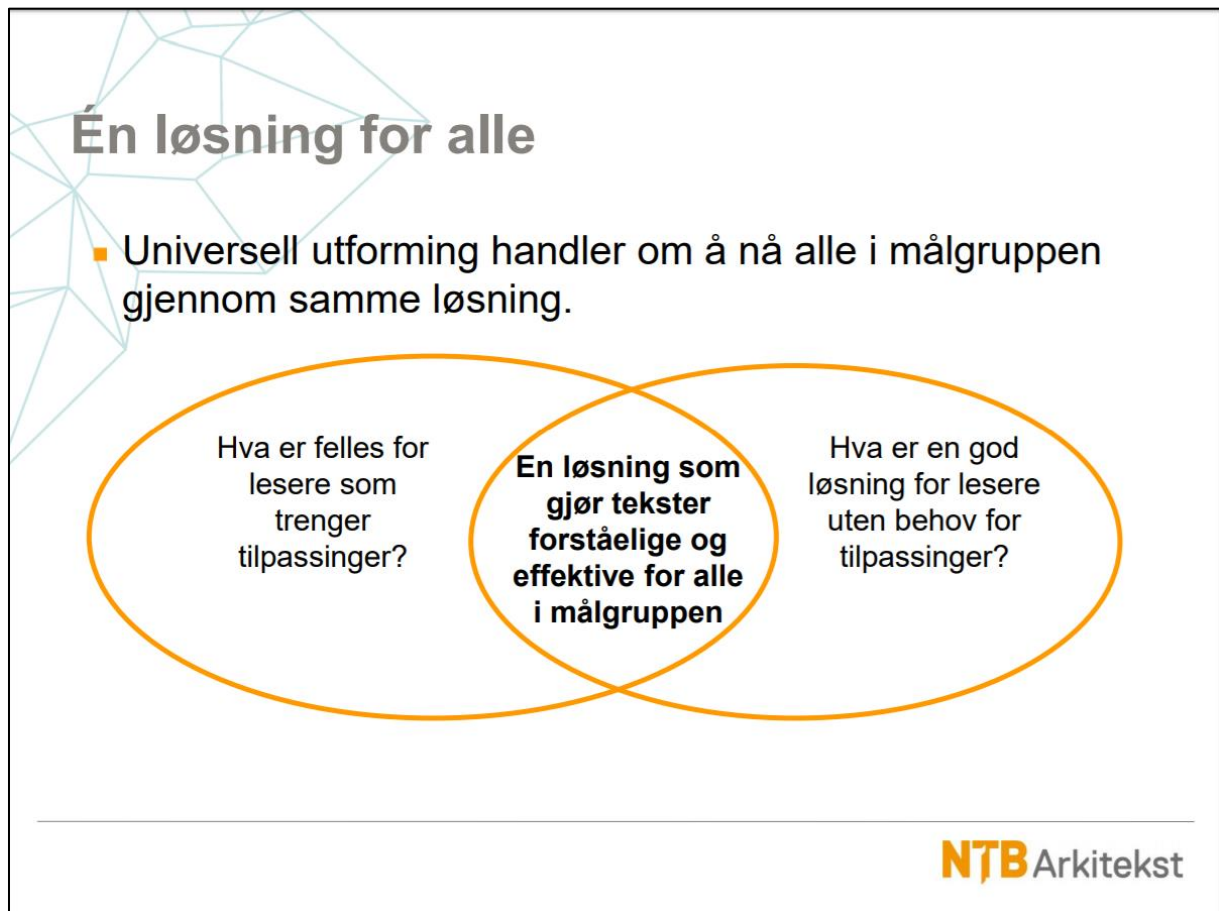 Én løsning for alle
Universell utforming handler om å nå alle i målgruppen
gjennom samme løsning.
Hva er felles for
lesere som
trenger
tilpassinger?
En løsning som
gjør tekster
forståelige og
effektive for alle
i målgruppen
Hva er en god
løsning for lesere
uten behov for
tilpassinger?
NTB Arkitekst